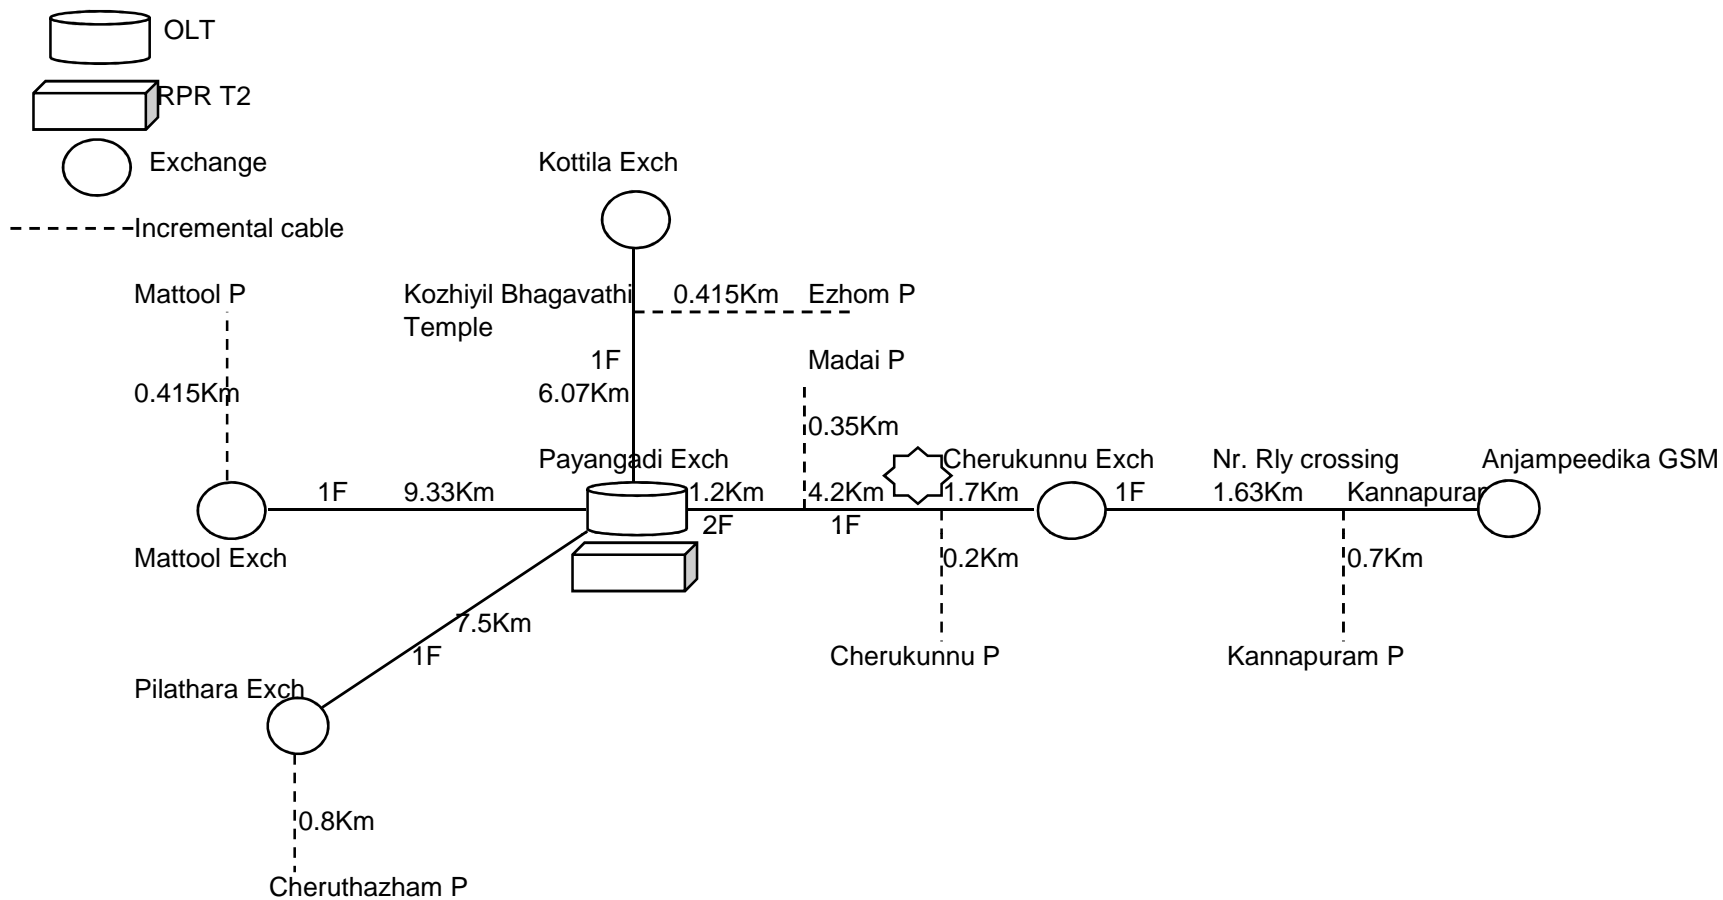 OLT
RPR T2
Exchange
Kottila Exch
Incremental cable
Mattool P
Kozhiyil Bhagavathi
Temple
0.415Km
Ezhom P
1F
Madai P
0.415Km
6.07Km
0.35Km
Payangadi Exch
Cherukunnu Exch
Nr. Rly crossing
Anjampeedika GSM
1F
9.33Km
1.2Km
4.2Km
1.7Km
1F
1.63Km
Kannapuram
2F
1F
Mattool Exch
0.2Km
0.7Km
7.5Km
1F
Cherukunnu P
Kannapuram P
Pilathara Exch
0.8Km
Cheruthazham P